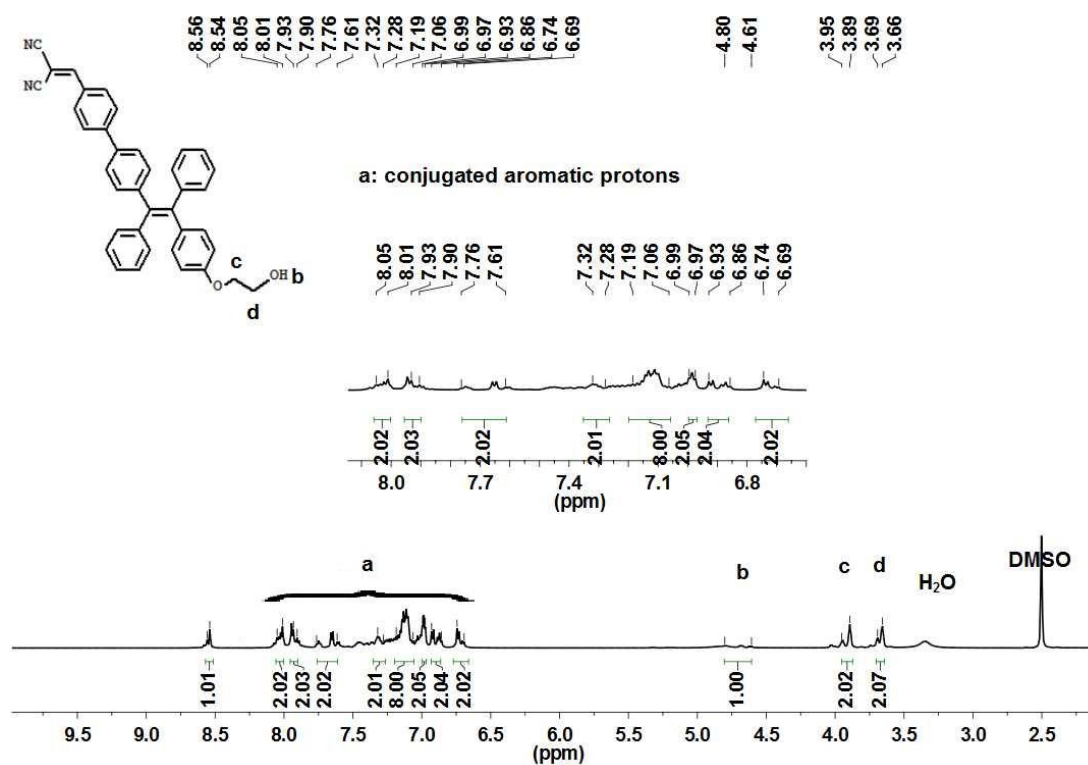 8.56 8.54 8.05 8.01 7.93 7.90 7.76 7.61 7.32 7.28 7.19 7.06 6.99 6.97 6.93 6.86 6.74 6.69 4.80 4.61 3.95 3.89 3.69 3.66
NC
NC
a: conjugated aromatic protons
c
OH b
O
d
8.05 8.01 7.93 7.90 7.76 7.61 7.32 7.28 7.19 7.06 6.99 6.97 6.93 6.86 6.74 6.69
2.02 2.03 2.02 2.01 8.00 2.05 2.04 2.02
8.0 7.7 7.4 7.1 6.8
(ppm)
a b c d H₂O DMSO
1.01 2.02 2.03 2.02 2.01 8.00 2.05 2.04 2.02 1.00 2.02 2.07
9.5 9.0 8.5 8.0 7.5 7.0 6.5 6.0 5.5 5.0 4.5 4.0 3.5 3.0 2.5 2.0
(ppm)